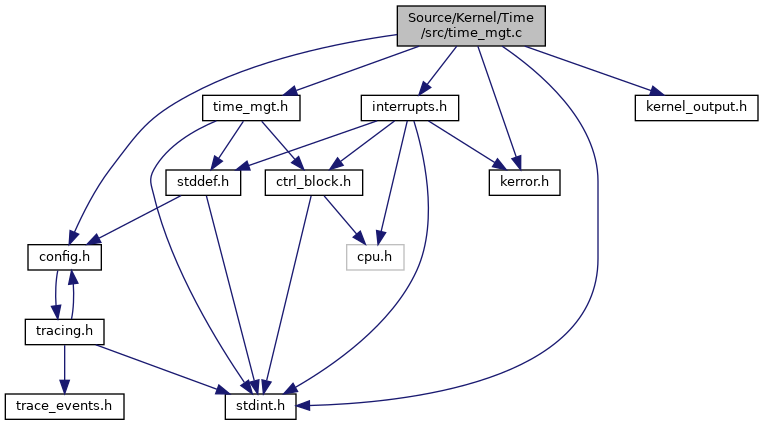 Source/Kernel/Time
/src/time_mgt.c
time_mgt.h
interrupts.h
kernel_output.h
stddef.h
ctrl_block.h
kerror.h
config.h
cpu.h
tracing.h
trace_events.h
stdint.h